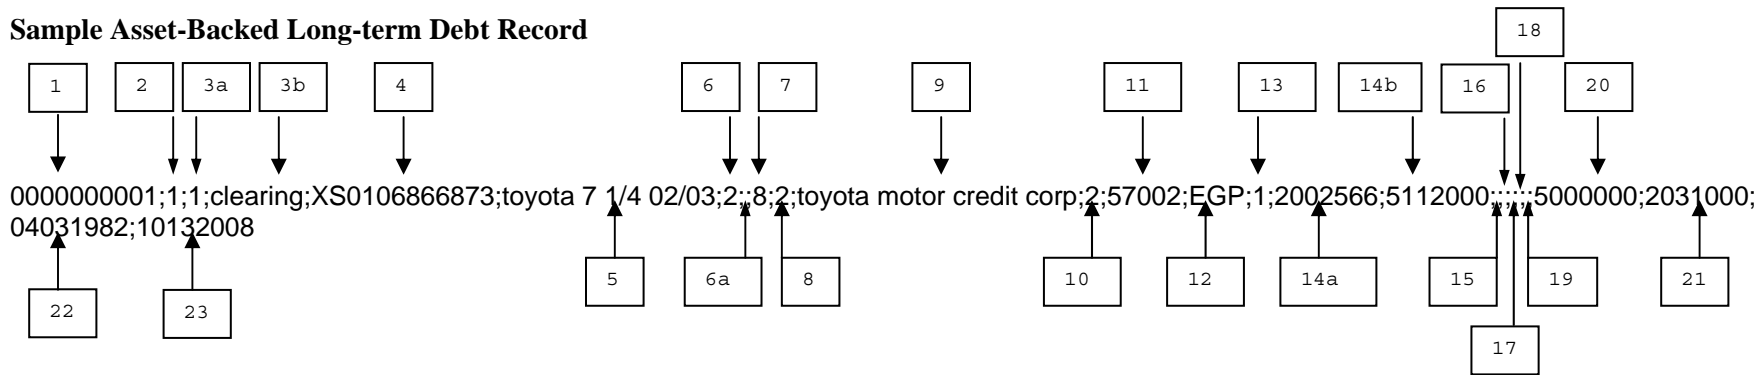 Sample Asset-Backed Long-term Debt Record
18
1 2 3a 3b 4 6 7 9 11 13 14b 16 20
0000000001;1;1;clearing;XS0106866873;toyota 7 1/4 02/03;2;;8;2;toyota motor credit corp;2;57002;EGP;1;2002566;5112000;;;;;;5000000;2031000;
04031982;10132008
5 6a 8 10 12 14a 15 19 21
22 23
17